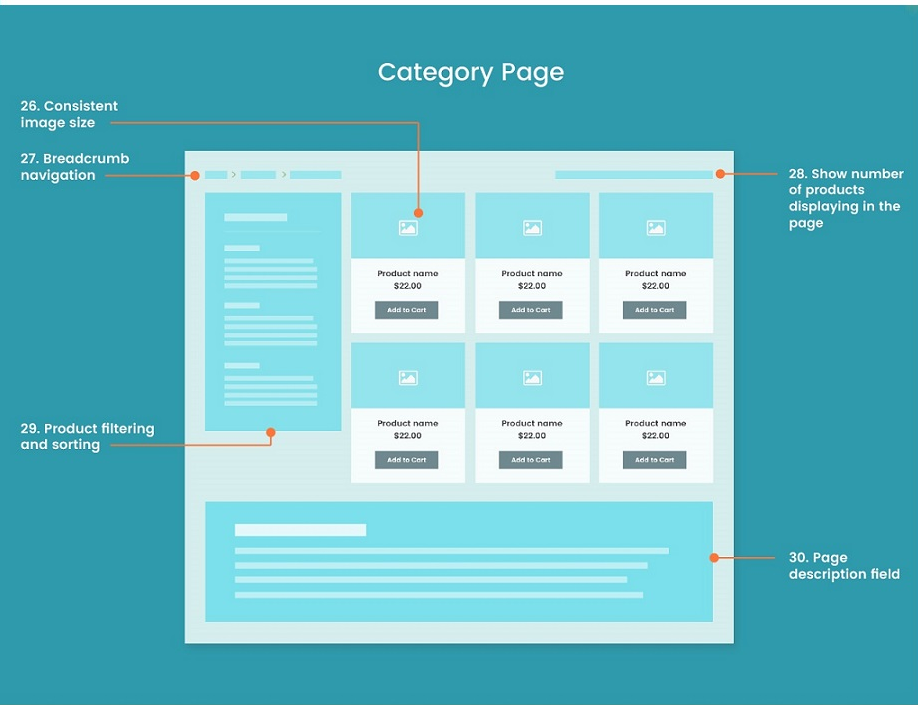 Category Page
26. Consistent
image size
27. Breadcrumb
navigation
28. Show number
of products
displaying in the
page
Product name
$22.00
Add to Cart
Product name
$22.00
Add to Cart
Product name
$22.00
Add to Cart
29. Product filtering
and sorting
Product name
$22.00
Add to Cart
Product name
$22.00
Add to Cart
Product name
$22.00
Add to Cart
30. Page
description field